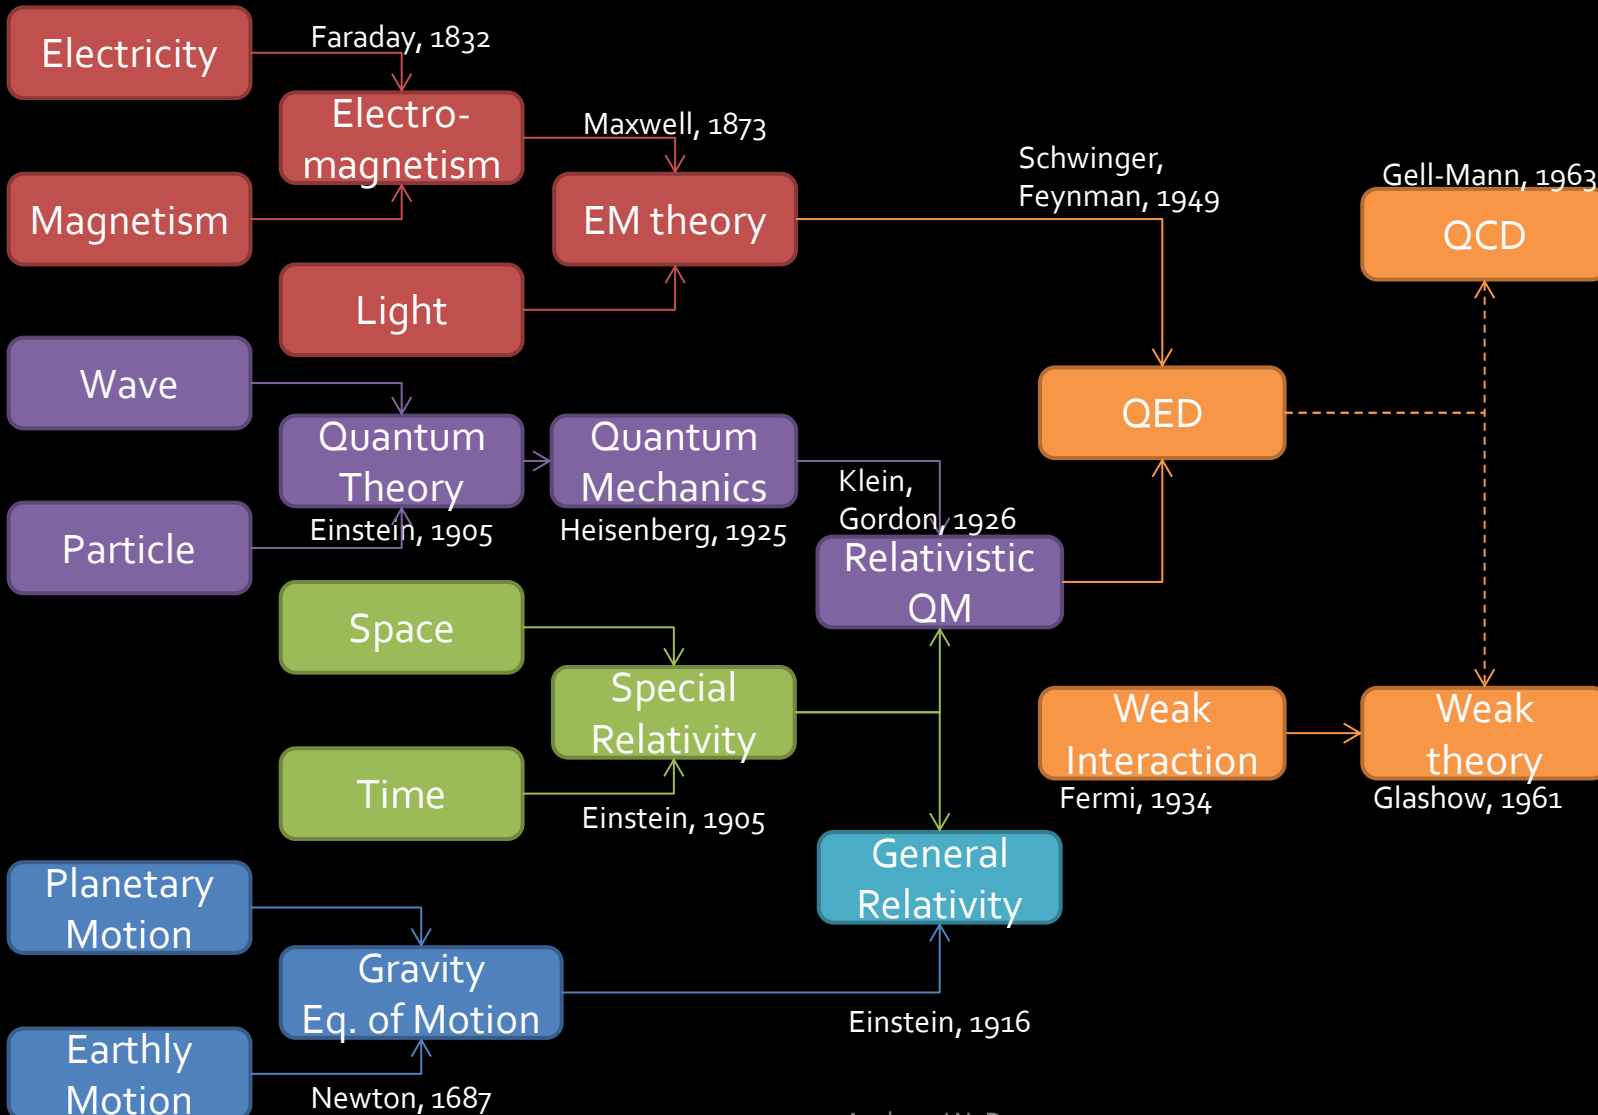 Electricity
Faraday, 1832
Electro-
magnetism
Maxwell, 1873
Magnetism
EM theory
Schwinger,
Feynman, 1949
Gell-Mann, 1963
QCD
Light
Wave
Quantum
Theory
Einstein, 1905
Quantum
Mechanics
Heisenberg, 1925
Klein,
Gordon, 1926
QED
Particle
Relativistic
QM
Space
Special
Relativity
Time
Einstein, 1905
Weak
Interaction
Fermi, 1934
Weak
theory
Glashow, 1961
General
Relativity
Planetary
Motion
Gravity
Eq. of Motion
Einstein, 1916
Earthly
Motion
Newton, 1687